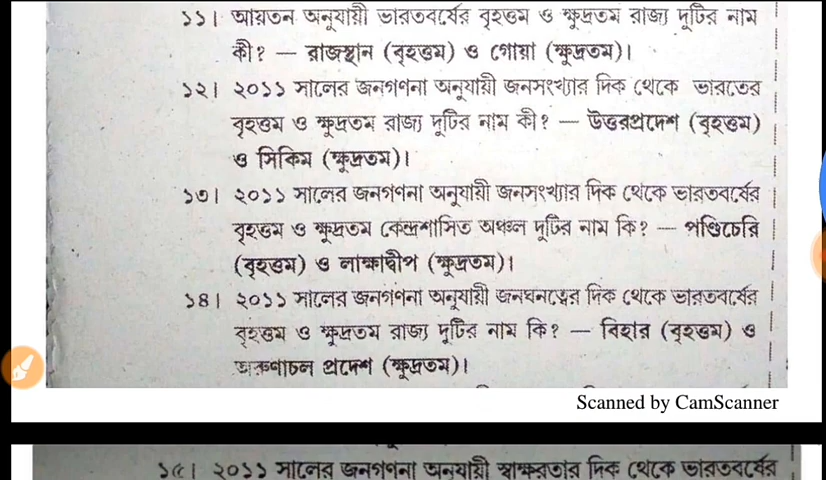 ১১। আয়তন অনুযায়ী ভারতবর্ষের বৃহত্তম ও ক্ষুদ্রতম রাজ্য দুটির নাম
কী? — রাজস্থান (বৃহত্তম) ও গোয়া (ক্ষুদ্রতম)।
১২। ২০১১ সালের জনগণনা অনুযায়ী জনসংখ্যার দিক থেকে ভারতের
বৃহত্তম ও ক্ষুদ্রতম রাজ্য দুটির নাম কী? — উত্তরপ্রদেশ (বৃহত্তম)
ও সিকিম (ক্ষুদ্রতম)।
১৩। ২০১১ সালের জনগণনা অনুযায়ী জনসংখ্যার দিক থেকে ভারতবর্ষের
বৃহত্তম ও ক্ষুদ্রতম কেন্দ্রশাসিত অঞ্চল দুটির নাম কি? — পণ্ডিচেরি
(বৃহত্তম) ও লাক্ষাদ্বীপ (ক্ষুদ্রতম)।
১৪। ২০১১ সালের জনগণনা অনুযায়ী জনঘনত্বের দিক থেকে ভারতবর্ষের
বৃহত্তম ও ক্ষুদ্রতম রাজ্য দুটির নাম কি? — বিহার (বৃহত্তম) ও
অরুণাচল প্রদেশ (ক্ষুদ্রতম)।
Scanned by CamScanner
১৫। ২০১১ সালের জনগণনা অনুযায়ী স্বাক্ষরতার দিক থেকে ভারতবর্ষের